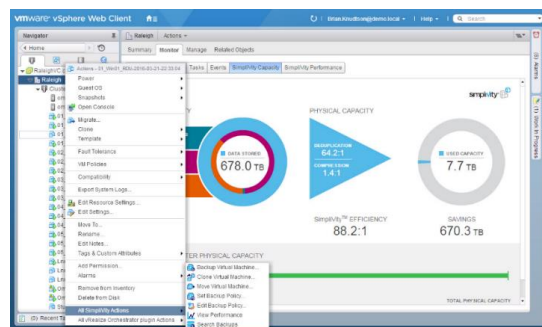 vmware® vSphere Web Client
Brian.Knudtson@demo.local
Help
Search
Navigator
Home
Raleigh
Actions
Summary
Monitor
Manage
Related Objects
Tasks
Events
SimpliVity Capacity
SimpliVity Performance
Power
Guest OS
Snapshots
Open Console
Migrate...
Clone
Template
Fault Tolerance
VM Policies
Compatibility
Export System Logs...
Edit Resource Settings...
Edit Settings...
Move To...
Rename...
Edit Notes...
Tags & Custom Attributes
Add Permission...
Alarms
Remove from Inventory
Delete from Disk
All SimpliVity Actions
All vRealize Orchestrator plugin Actions
Backup Virtual Machine...
Clone Virtual Machine...
Move Virtual Machine...
Set Backup Policy...
Edit Backup Policy...
View Performance
Search Backups
simplivity
DATA STORED
678.0 TB
PHYSICAL CAPACITY
DEDUPLICATION
64.2:1
COMPRESSION
1.4:1
USED CAPACITY
7.7 TB
SimpliVity™ EFFICIENCY
88.2:1
SAVINGS
670.3 TB
TER PHYSICAL CAPACITY
TOTAL PHYSICAL CAPACITY
(0) Recent Ta
Alarms
(1) Work In Progress